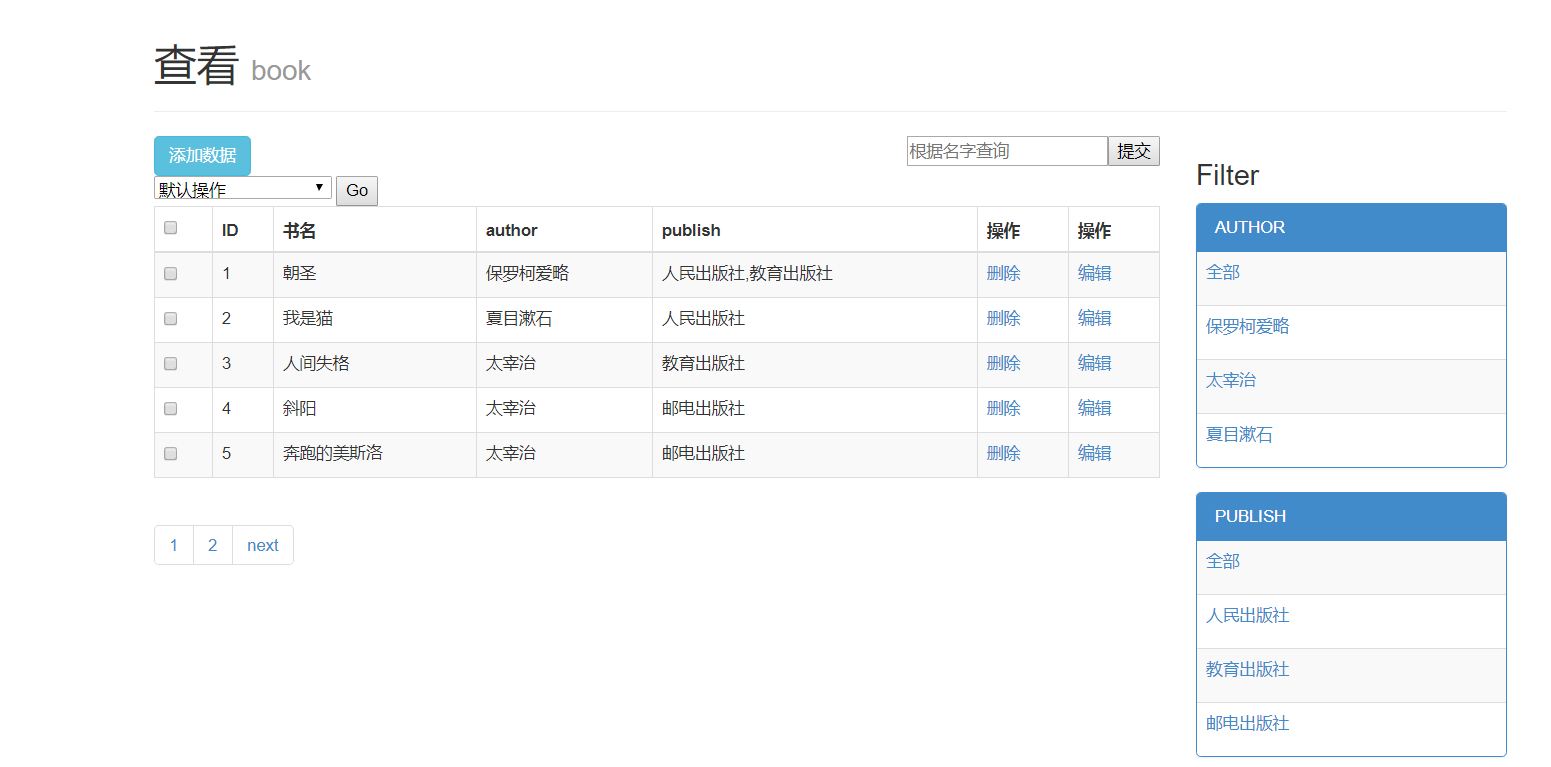 查看 book
添加数据
根据名字查询 提交
默认操作 Go
ID 书名 author publish 操作 操作
1 朝圣 保罗柯爱略 人民出版社,教育出版社 删除 编辑
2 我是猫 夏目漱石 人民出版社 删除 编辑
3 人间失格 太宰治 教育出版社 删除 编辑
4 斜阳 太宰治 邮电出版社 删除 编辑
5 奔跑的美斯洛 太宰治 邮电出版社 删除 编辑
1 2 next
Filter
AUTHOR
全部
保罗柯爱略
太宰治
夏目漱石
PUBLISH
全部
人民出版社
教育出版社
邮电出版社